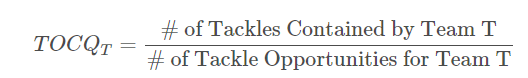 TOCQ_T = # of Tackles Contained by Team T / # of Tackle Opportunities for Team T